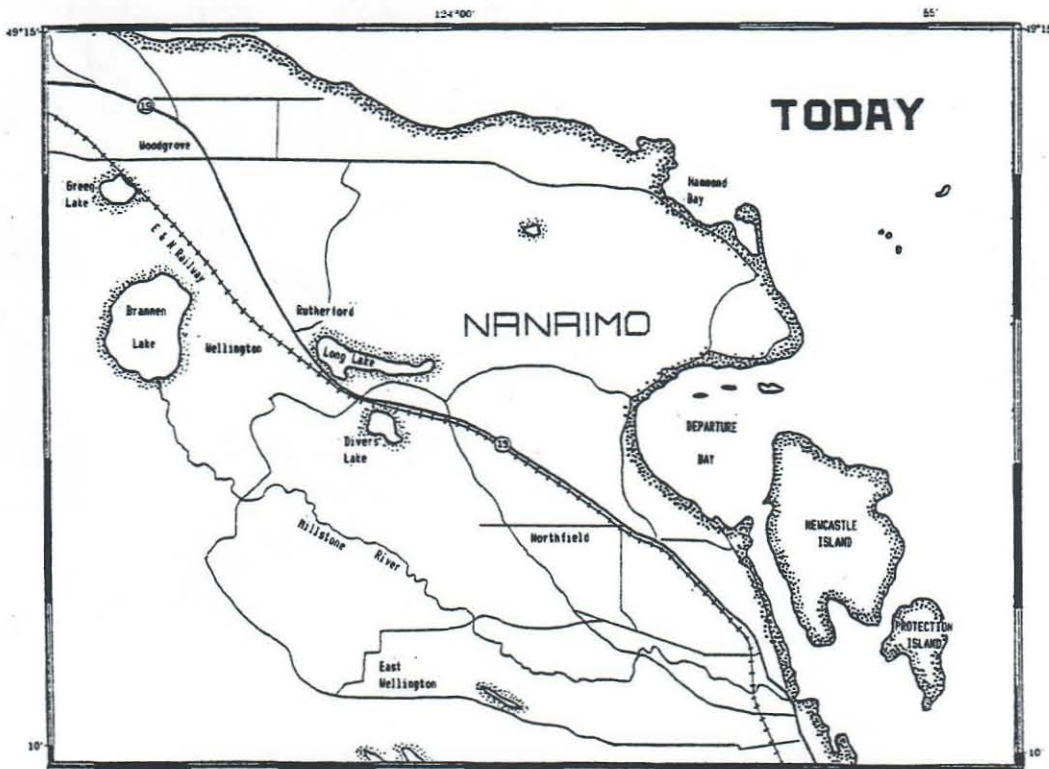 124°00'
55'
49°15'
49°15'
TODAY
19
Woodgrove
Green
Lake
Hammond
Bay
E & N Railway
Brannen
Lake
Rutherford
NANAIMO
Wellington
Long Lake
Divers
Lake
DEPARTURE
BAY
19
NEWCASTLE
ISLAND
Millstone
River
Northfield
PROTECTION
ISLAND
East
Wellington
10'
10'